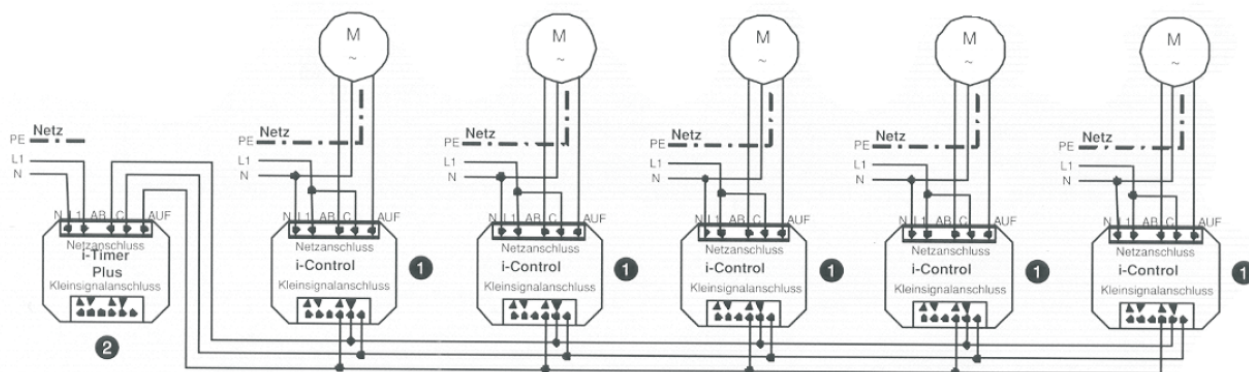 M
~
M
~
M
~
M
~
M
~
PE Netz
L1
N
PE Netz
L1
N
PE Netz
L1
N
PE Netz
L1
N
PE Netz
L1
N
PE Netz
L1
N
N L1 AB C AUF
Netzanschluss
i-Timer
Plus
Kleinsignalanschluss
2
N L1 AB C AUF
Netzanschluss
i-Control
Kleinsignalanschluss
1
N L1 AB C AUF
Netzanschluss
i-Control
Kleinsignalanschluss
1
N L1 AB C AUF
Netzanschluss
i-Control
Kleinsignalanschluss
1
N L1 AB C AUF
Netzanschluss
i-Control
Kleinsignalanschluss
1
N L1 AB C AUF
Netzanschluss
i-Control
Kleinsignalanschluss
1